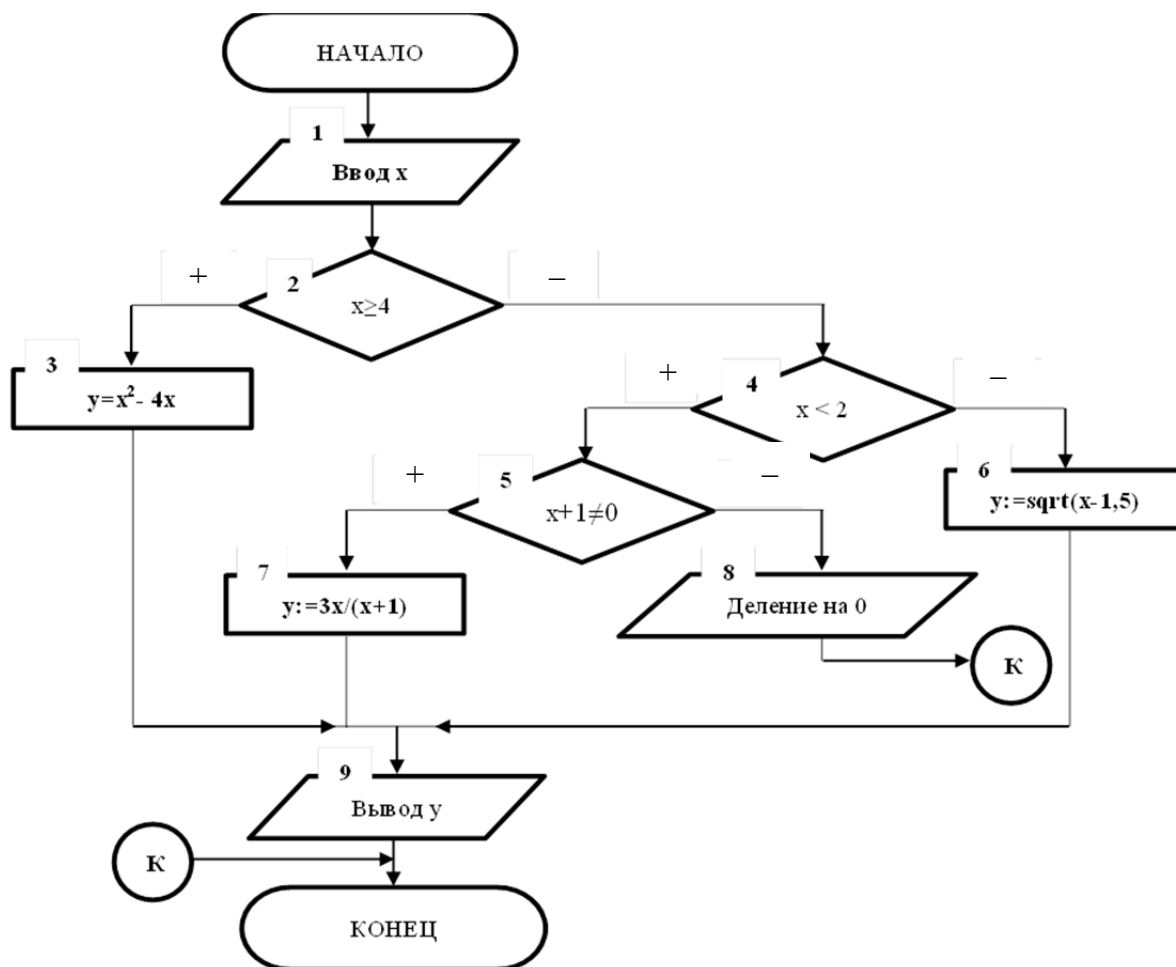 НАЧАЛО
1
Ввод x
2
+
–
x≥4
3
y=x²- 4x
4
+
–
x < 2
5
+
–
x+1≠0
6
y:=sqrt(x-1,5)
7
y:=3x/(x+1)
8
Деление на 0
К
9
Вывод y
К
КОНЕЦ